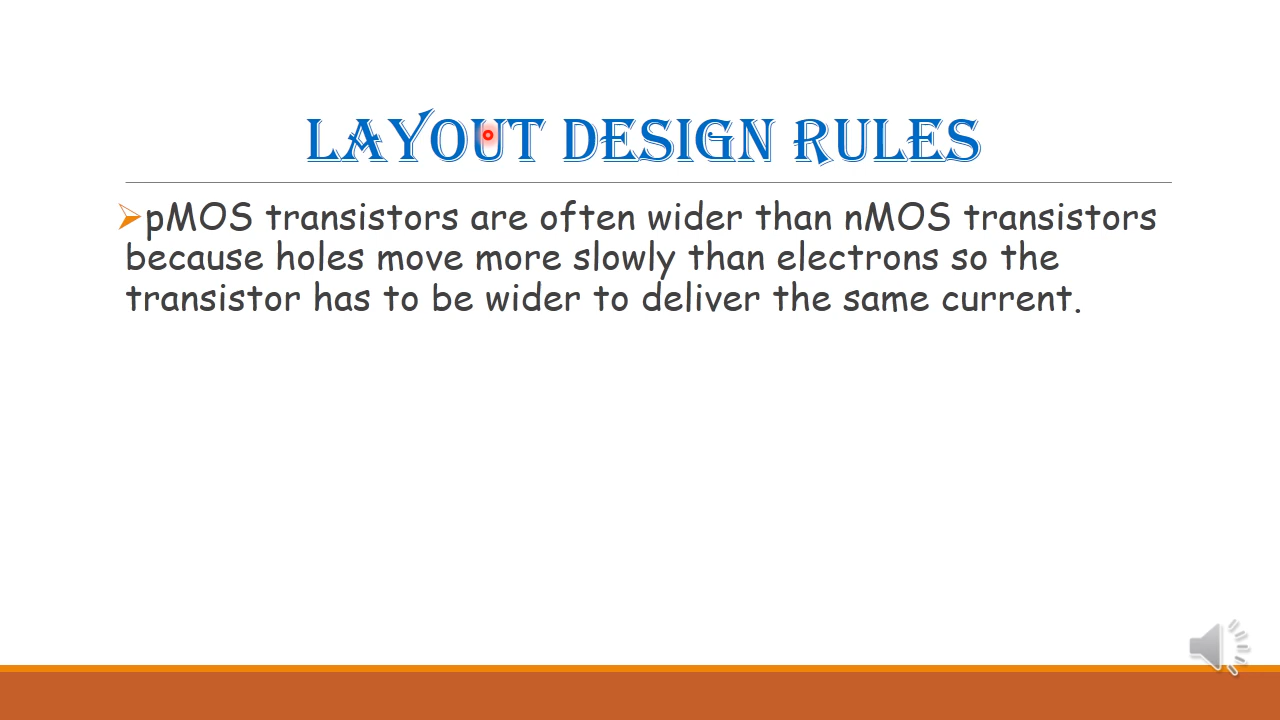 LAYOUT DESIGN RULES
pMOS transistors are often wider than nMOS transistors
because holes move more slowly than electrons so the
transistor has to be wider to deliver the same current.